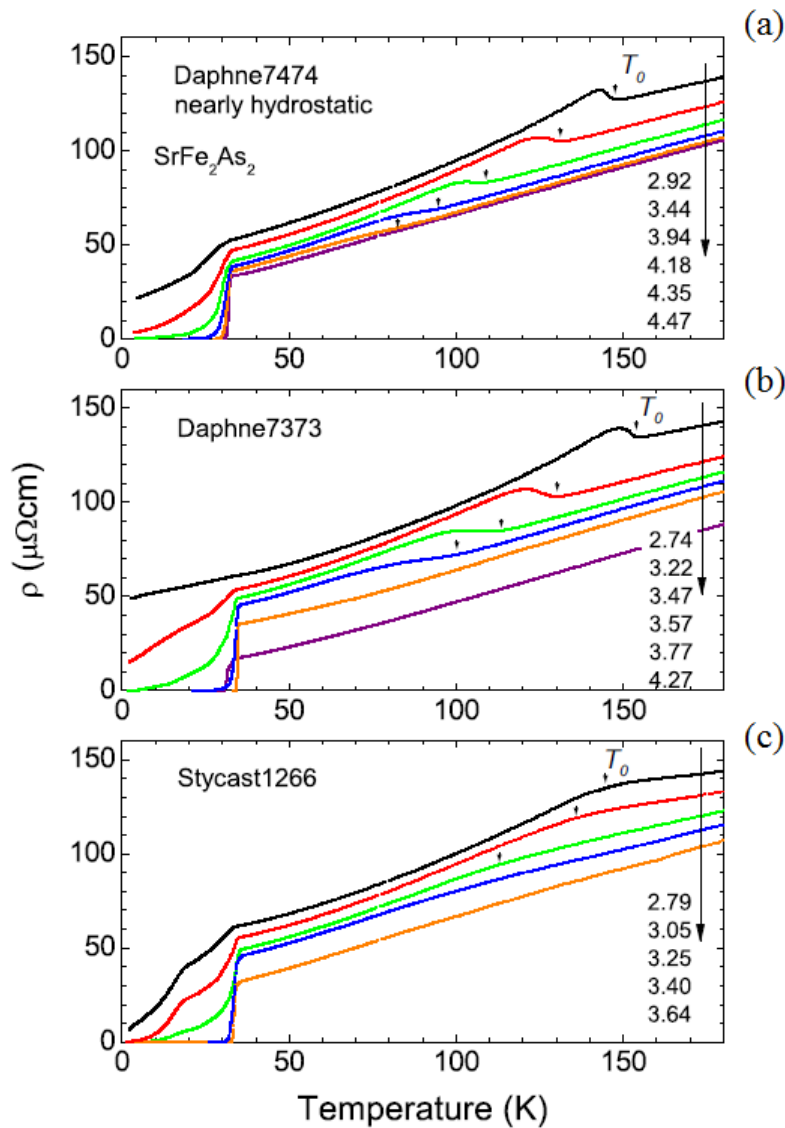 (a)
150
Daphne7474
nearly hydrostatic
T₀
100
SrFe₂As₂
2.92
3.44
50
3.94
4.18
4.35
4.47
0
0 50 100 150
(b)
150
Daphne7373
T₀
100
2.74
3.22
50
3.47
3.57
3.77
4.27
0
0 50 100 150
ρ (μΩcm)
(c)
150
Stycast1266
T₀
100
2.79
50
3.05
3.25
3.40
3.64
0
0 50 100 150
Temperature (K)